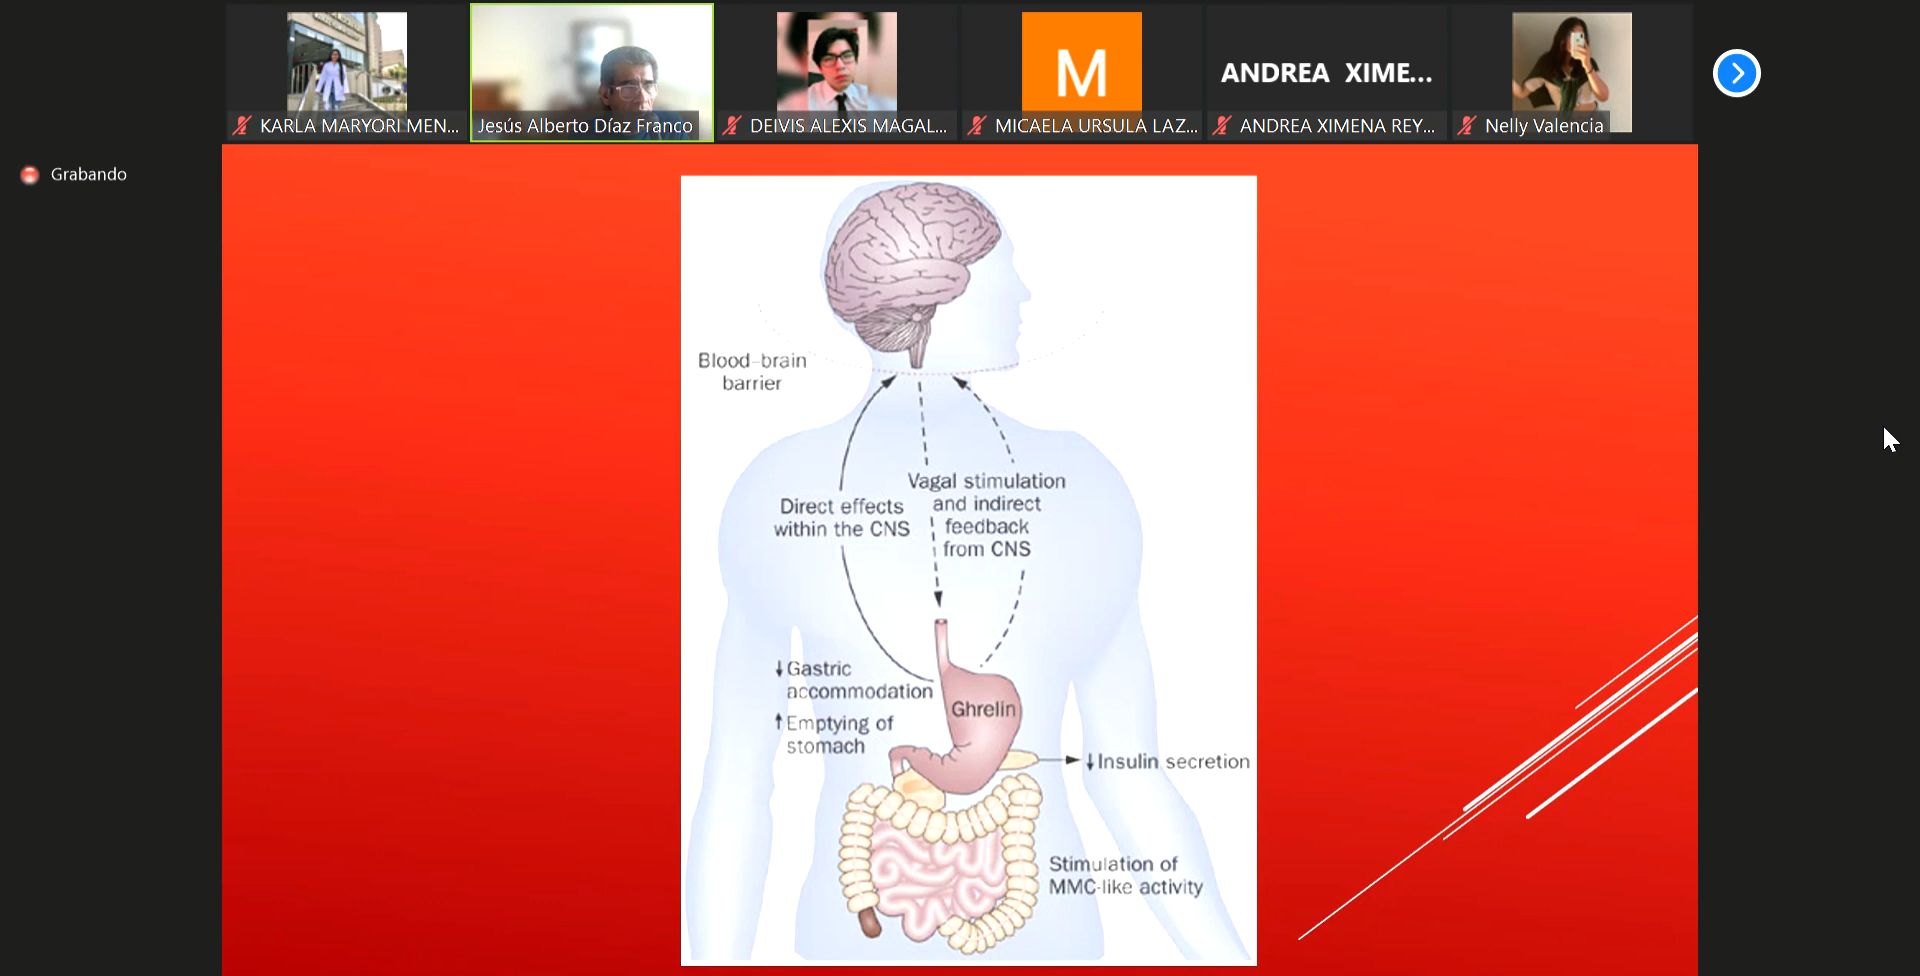 KARLA MARYORI MEN...
Jesús Alberto Díaz Franco
DEIVIS ALEXIS MAGAL...
M
MICAELA URSULA LAZ...
ANDREA XIME...
ANDREA XIMENA REY...
Nelly Valencia
Grabando
Blood-brain
barrier
Vagal stimulation
and indirect
feedback
from CNS
Direct effects
within the CNS
↓Gastric
accommodation
↑Emptying of
stomach
Ghrelin
↓Insulin secretion
Stimulation of
MMC-like activity